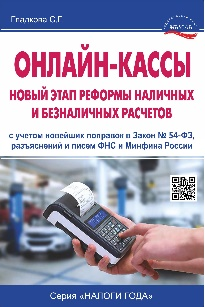 Гладкова С.Г.
ОНЛАЙН-КАССЫ
НОВЫЙ ЭТАП РЕФОРМЫ НАЛИЧНЫХ
И БЕЗНАЛИЧНЫХ РАСЧЕТОВ
с учетом новейших поправок в Закон № 54-ФЗ,
разъяснений и писем ФНС и Минфина России
Серия «НАЛОГИ ГОДА»